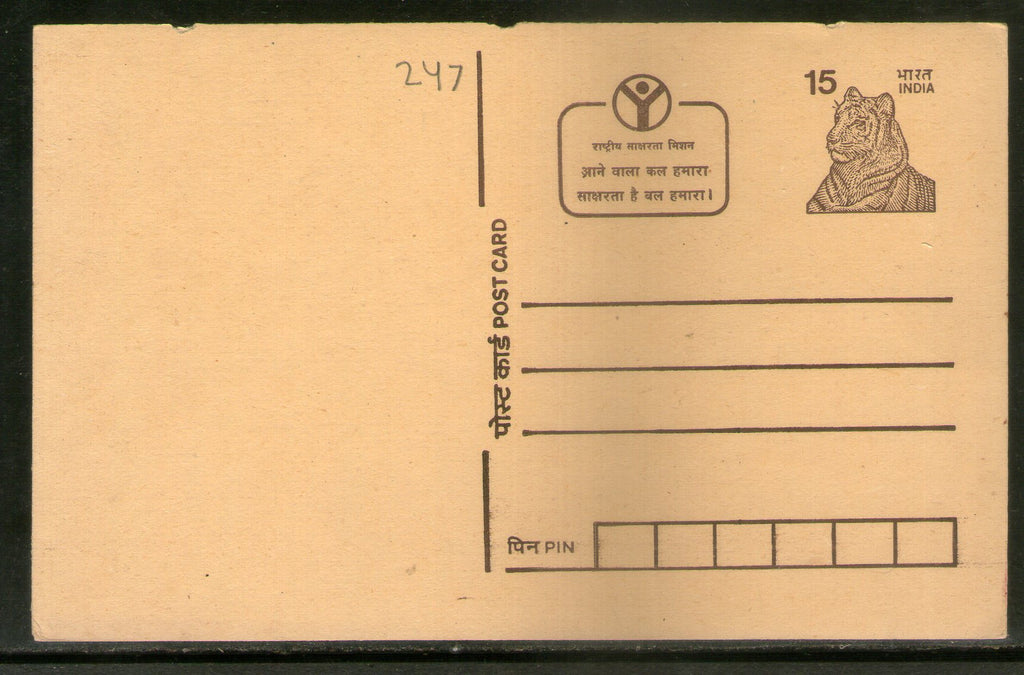 247
राष्ट्रीय साक्षरता मिशन
आने वाला कल हमारा
साक्षरता है बल हमारा।
15
भारत
INDIA
पोस्ट कार्ड POST CARD
पिन PIN